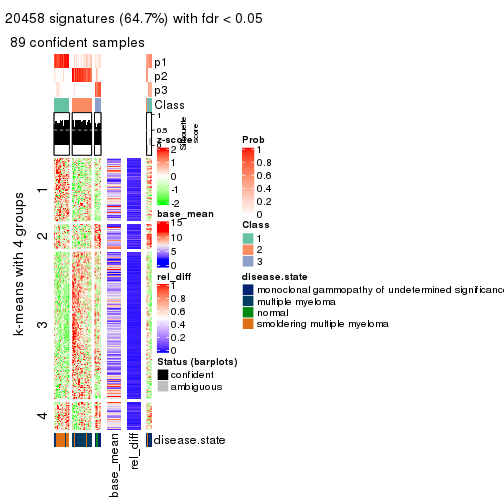 20458 signatures (64.7%) with fdr < 0.05
89 confident samples
p1
p2
p3
Class
1
0.5
0
Silhouette
score
k-means with 4 groups
1
2
3
4
z-score
2
1
0
-1
-2
base_mean
15
10
5
0
rel_diff
1
0.8
0.6
0.4
0.2
0
Status (barplots)
confident
ambiguous
Prob
1
0.8
0.6
0.4
0.2
0
Class
1
2
3
disease.state
monoclonal gammopathy of undetermined significance
multiple myeloma
normal
smoldering multiple myeloma
base_mean
rel_diff
disease.state